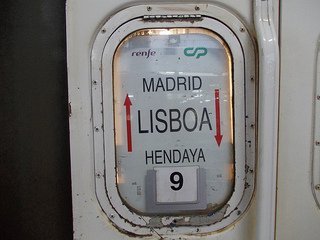 renfe CP
MADRID
LISBOA
HENDAYA
9